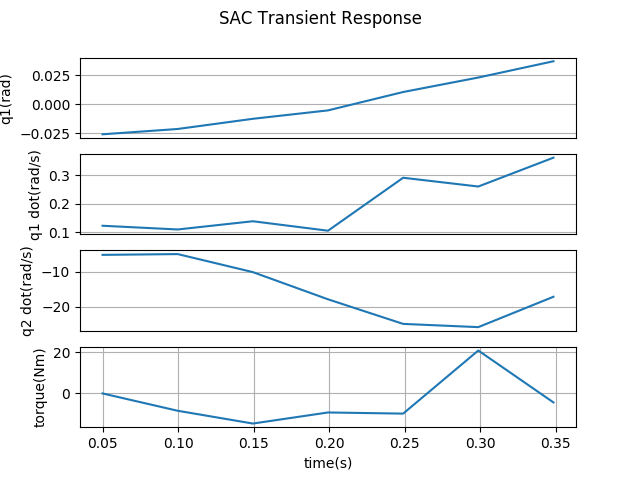 SAC Transient Response
q1(rad)
0.025
0.000
−0.025
q1 dot(rad/s)
0.3
0.2
0.1
q2 dot(rad/s)
−10
−20
torque(Nm)
20
0
0.05 0.10 0.15 0.20 0.25 0.30 0.35
time(s)